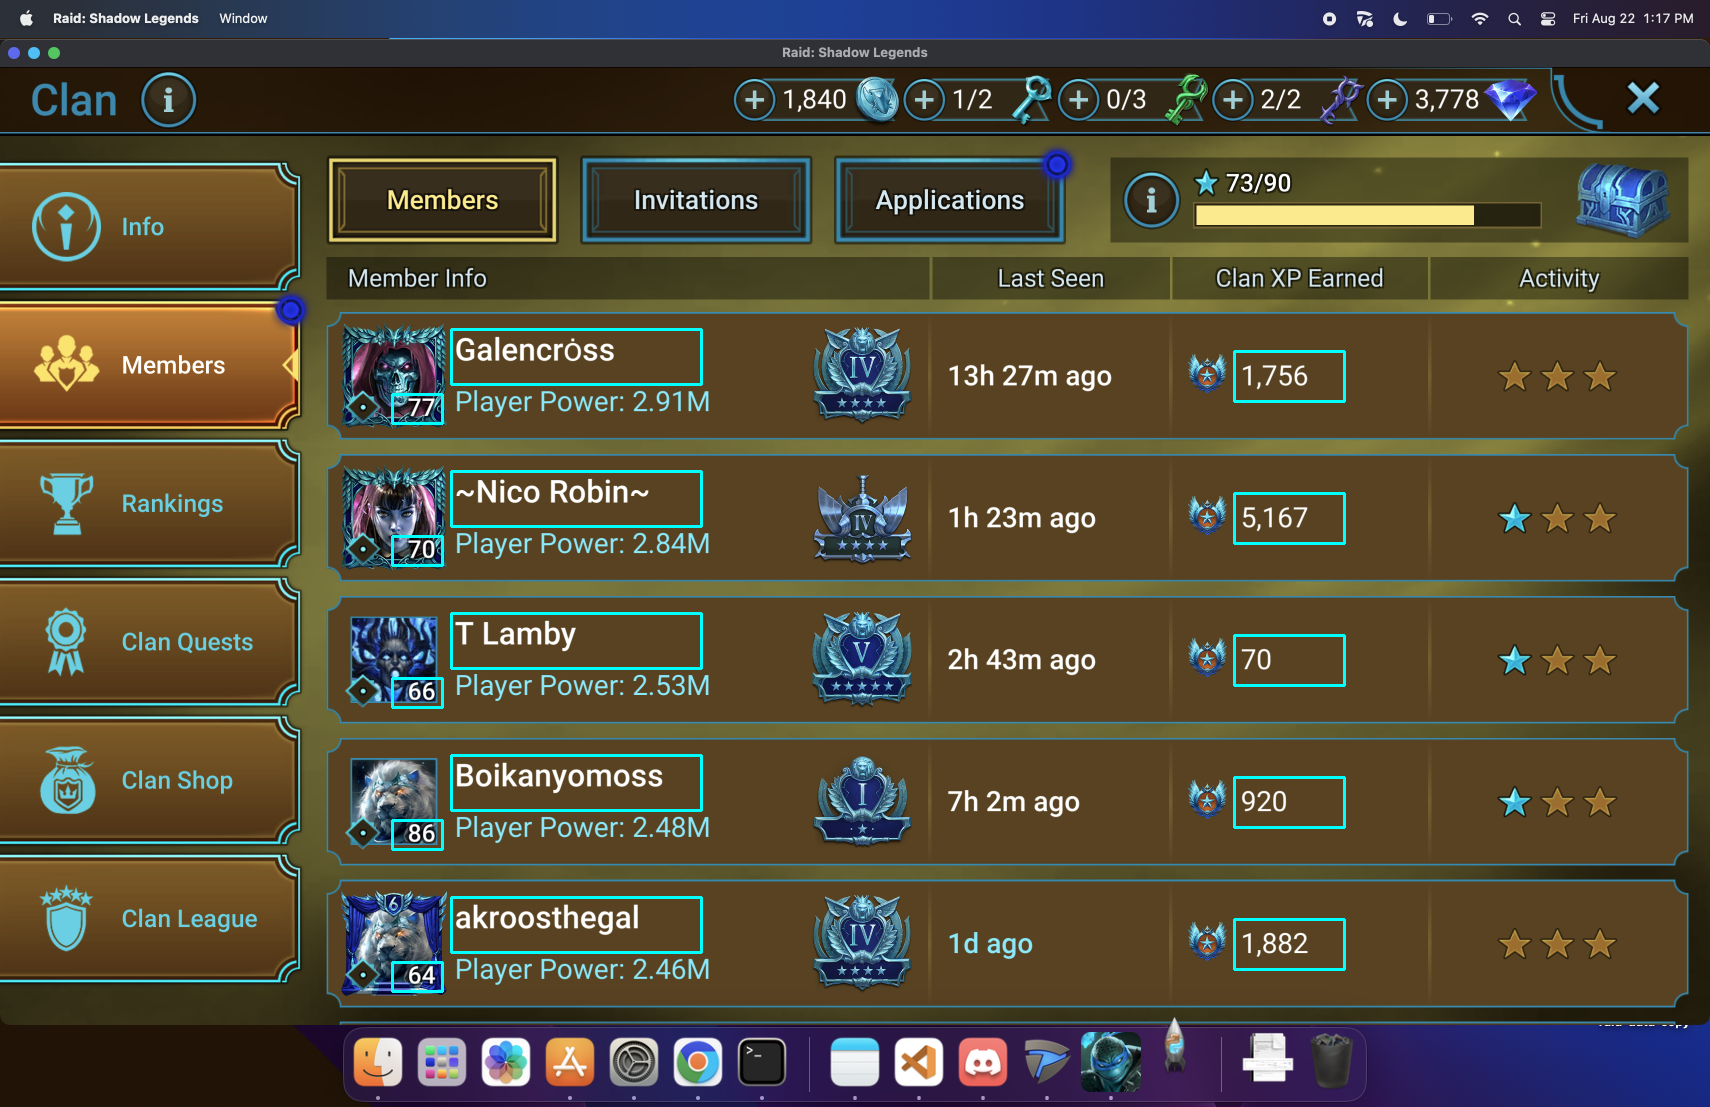 Raid: Shadow Legends Window Fri Aug 22 1:17 PM
Raid: Shadow Legends
Clan 1,840 1/2 0/3 2/2 3,778
Members Invitations Applications 73/90
Member Info Last Seen Clan XP Earned Activity
Info
Members
Rankings
Clan Quests
Clan Shop
Clan League
Galencrȯss
77 Player Power: 2.91M
IV
13h 27m ago 1,756
~Nico Robin~
70 Player Power: 2.84M
IV
1h 23m ago 5,167
T Lamby
66 Player Power: 2.53M
V
2h 43m ago 70
Boikanyomoss
86 Player Power: 2.48M
I
7h 2m ago 920
6
akroosthegal
64 Player Power: 2.46M
IV
1d ago 1,882